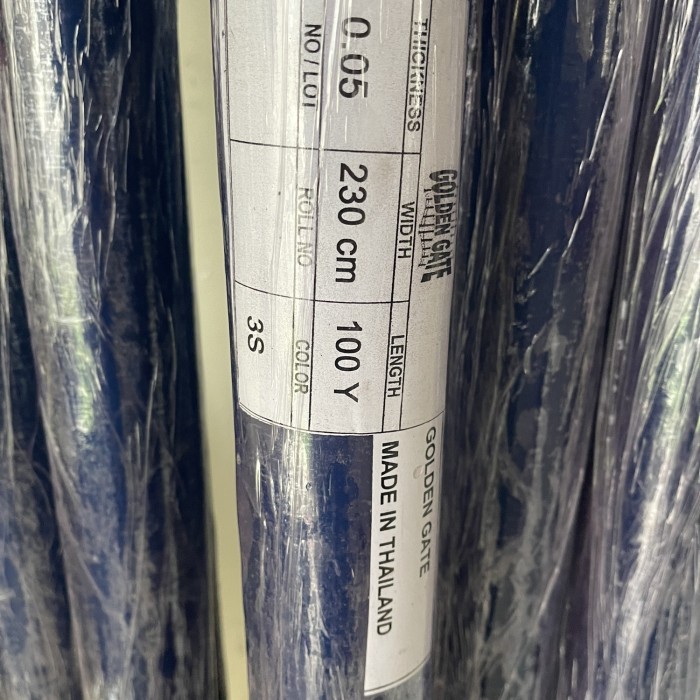 GOLDEN GATE
THICKNESS WIDTH LENGTH
0.05 230 cm 100 Y
NO / LOT ROLL NO COLOR
3S
GOLDEN GATE
MADE IN THAILAND